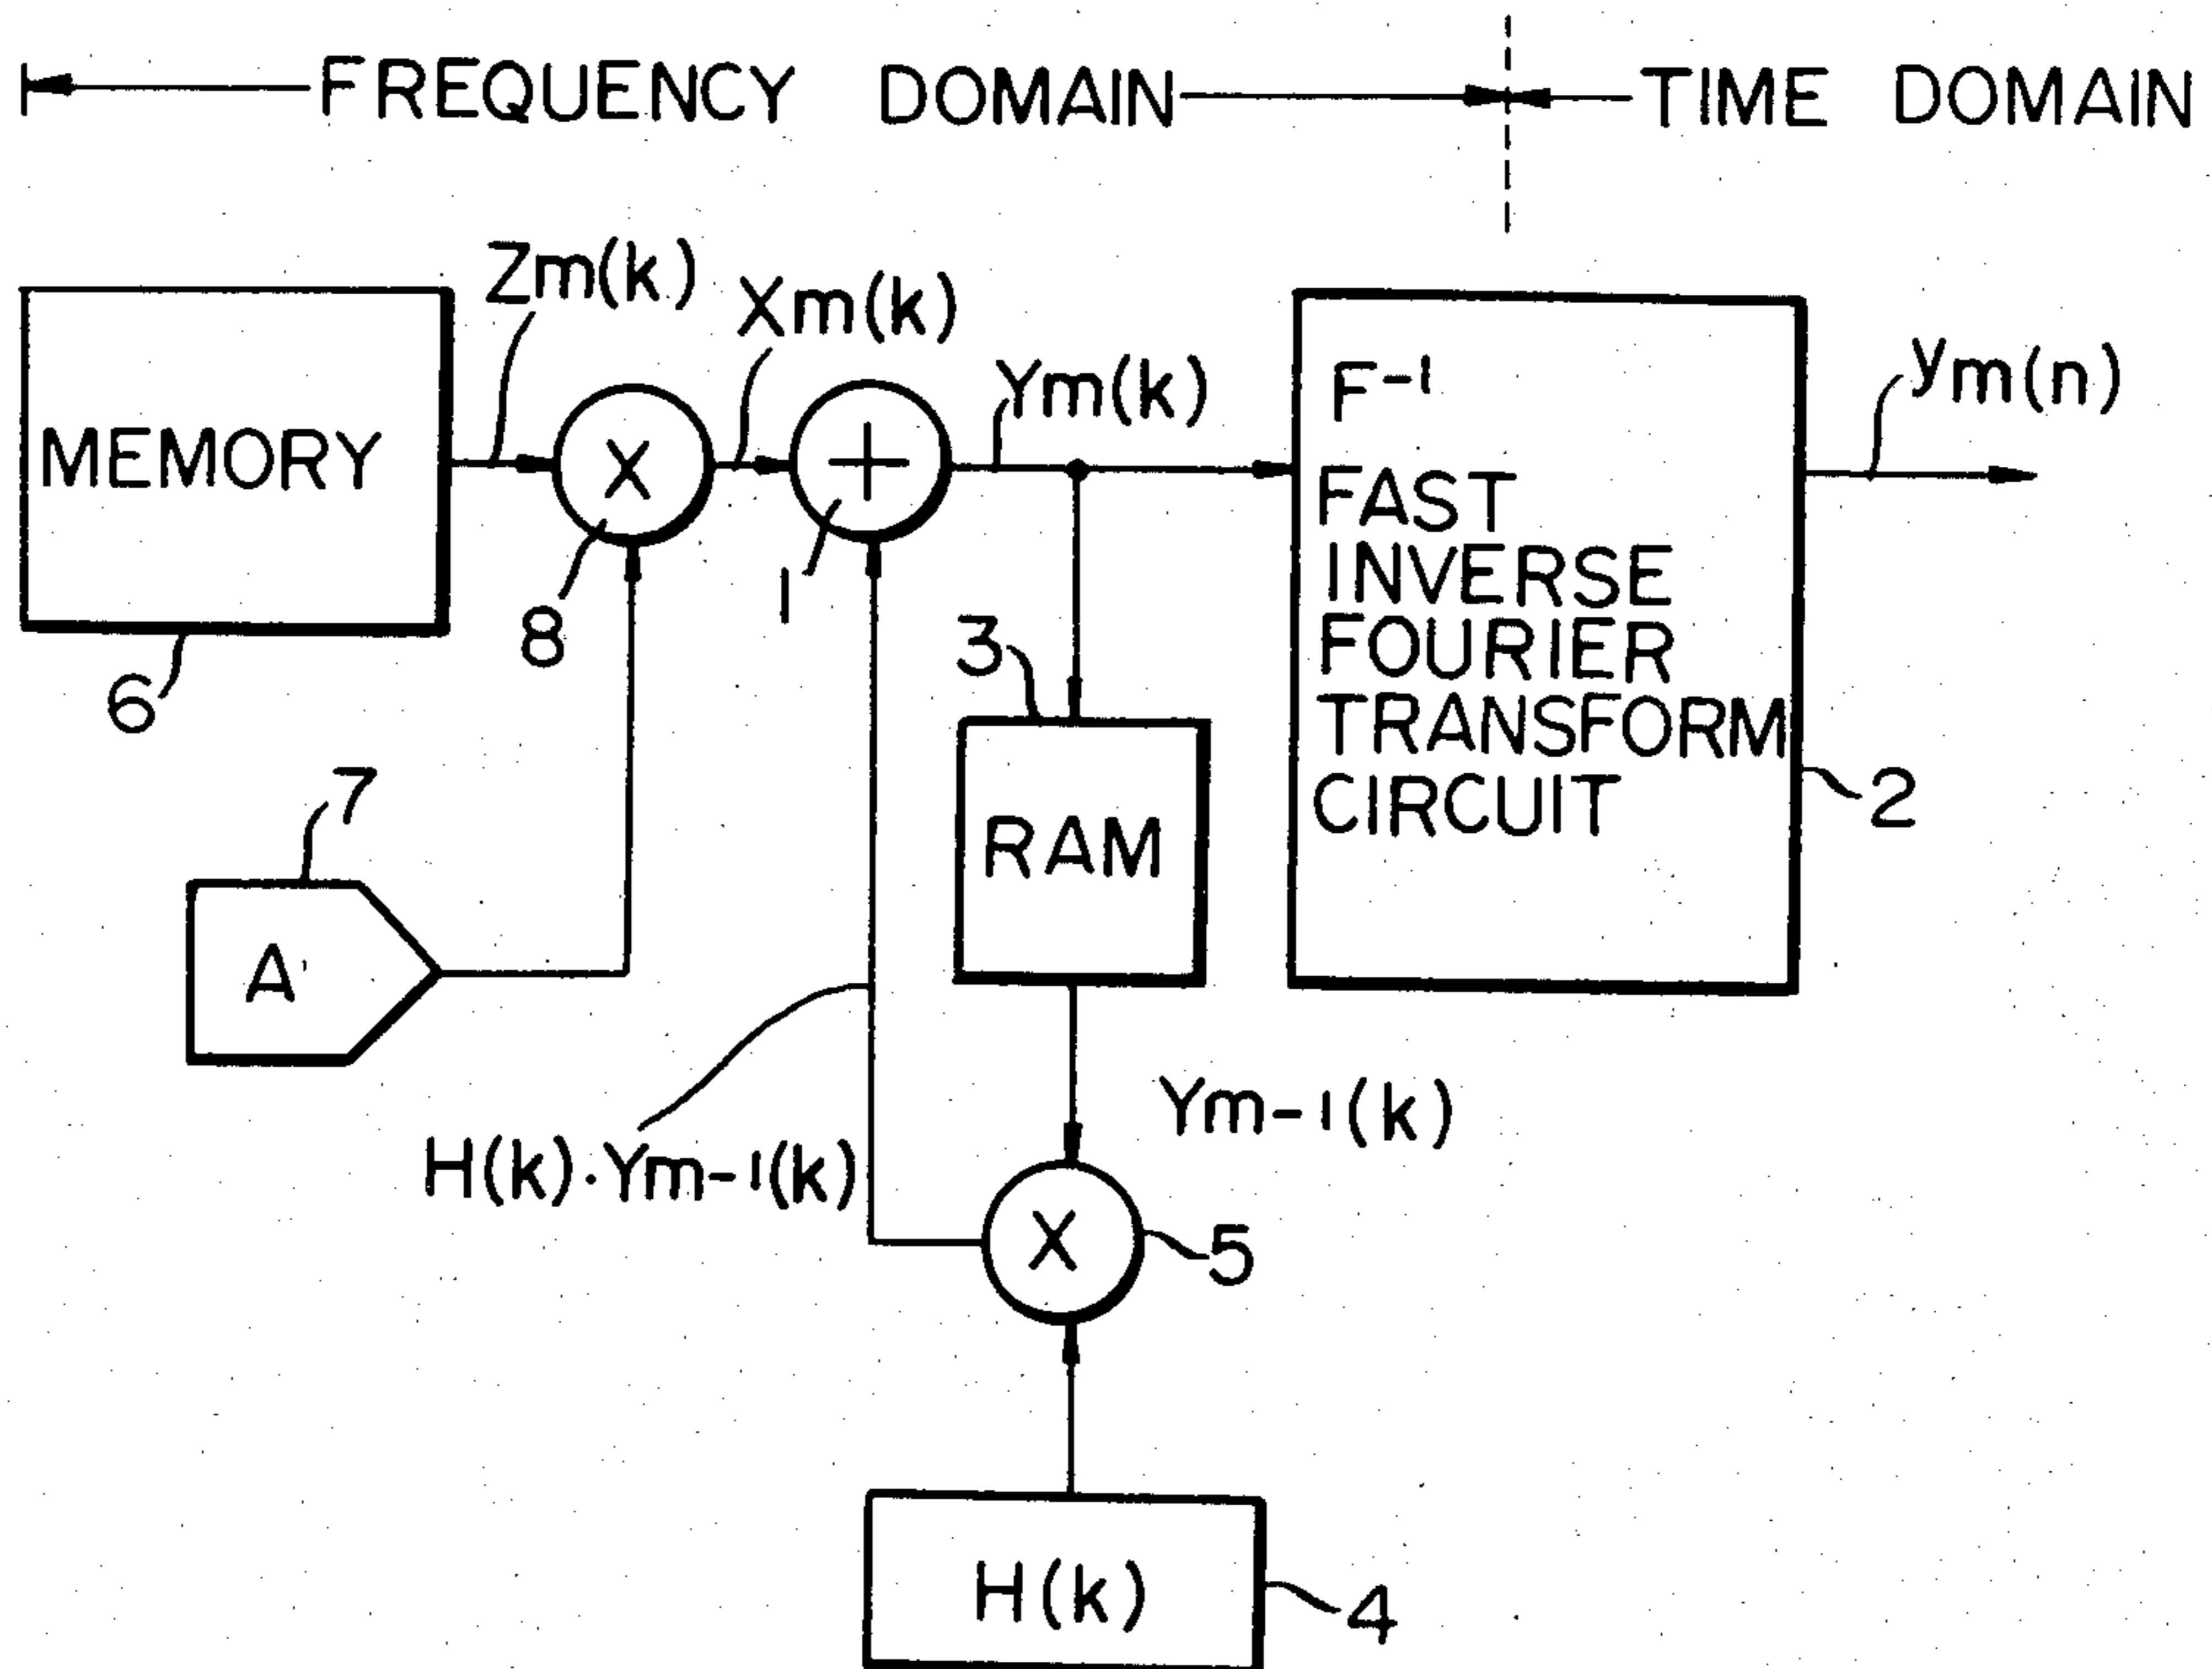 FREQUENCY DOMAIN
TIME DOMAIN
Zm(k)
Xm(k)
Ym(k)
ym(n)
MEMORY
X
+
F-1
FAST
INVERSE
FOURIER
TRANSFORM
CIRCUIT
8
1
3
6
7
2
RAM
A
Ym-1(k)
H(k)·Ym-1(k)
X
5
H(k)
4